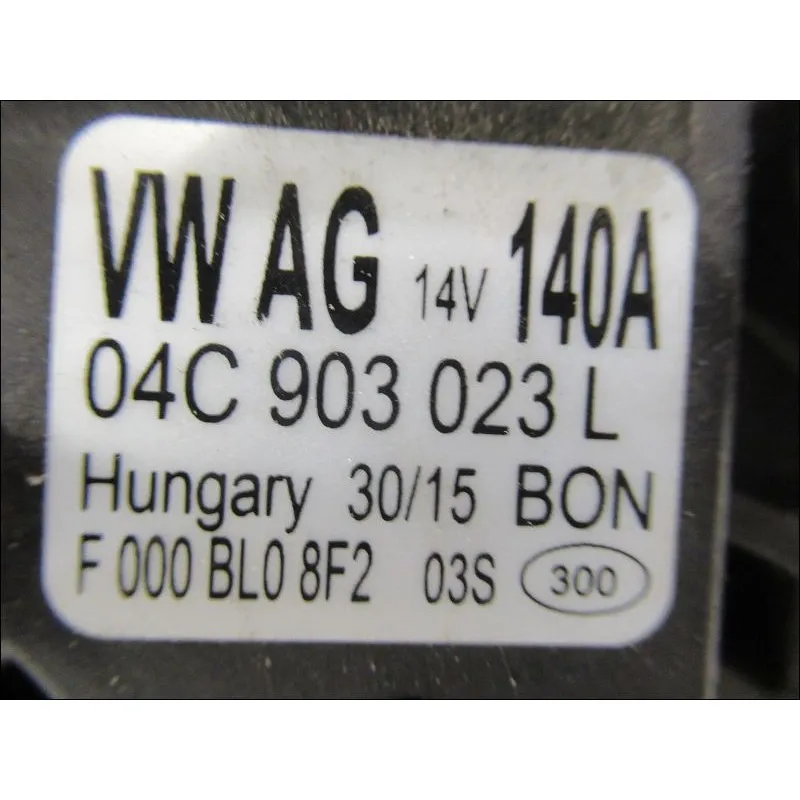 VW AG 14V 140A
04C 903 023 L
Hungary 30/15 BON
F 000 BL0 8F2 03S 300